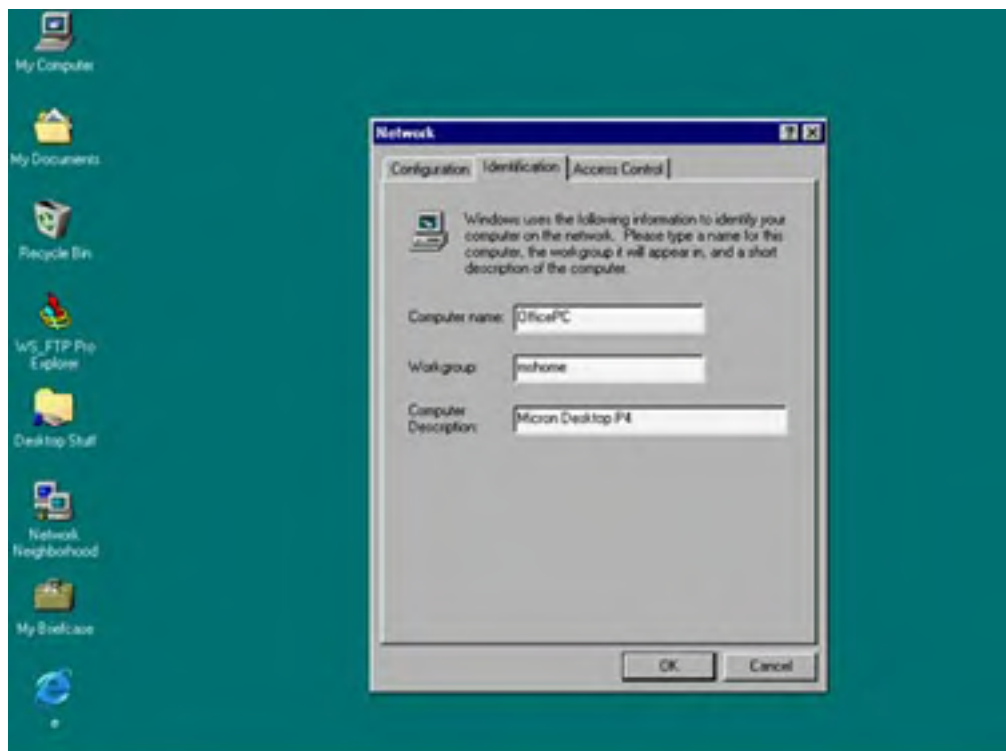 My Computer
My Documents
Recycle Bin
WS_FTP Pro
Explorer
Desktop Stuff
Network
Neighborhood
My Briefcase
e
Network
Configuration
Identification
Access Control
Windows uses the following information to identify your
computer on the network. Please type a name for this
computer, the workgroup it will appear in, and a short
description of the computer.
Computer name:
OfficePC
Workgroup:
mshome
Computer
Description:
Micron Desktop P4
OK
Cancel